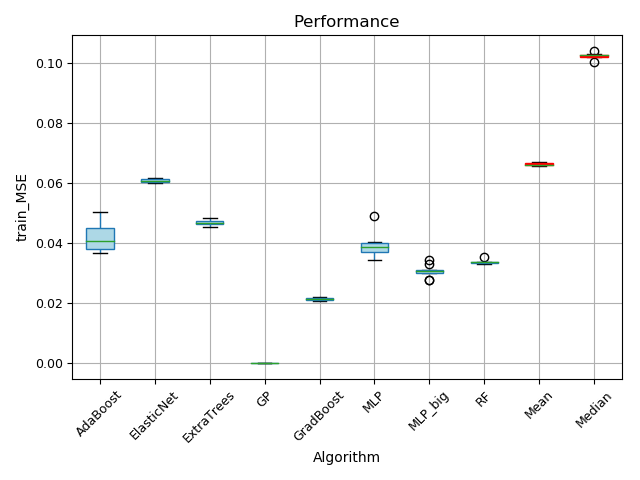 Performance
train_MSE
0.10
0.08
0.06
0.04
0.02
0.00
AdaBoost
ElasticNet
ExtraTrees
GP
GradBoost
MLP
MLP_big
RF
Mean
Median
Algorithm